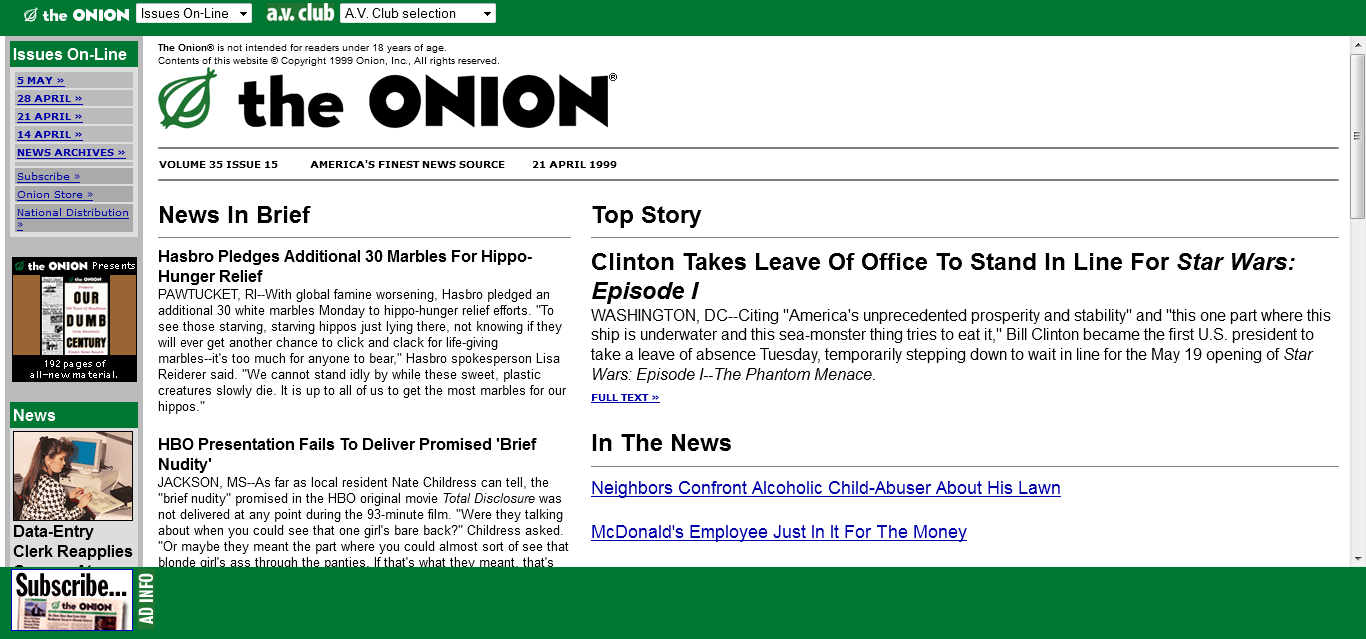 the ONION Issues On-Line a.v. club A.V. Club selection
Issues On-Line
5 MAY »
28 APRIL »
21 APRIL »
14 APRIL »
NEWS ARCHIVES »
Subscribe »
Onion Store »
National Distribution
»
the ONION Presents
the ONION
OUR
DUMB
CENTURY
192 pages of
all-new material.
News
Data-Entry
Clerk Reapplies
Subscribe...
the ONION
AD INFO
The Onion® is not intended for readers under 18 years of age.
Contents of this website © Copyright 1999 Onion, Inc., All rights reserved.
the ONION®
VOLUME 35 ISSUE 15 AMERICA'S FINEST NEWS SOURCE 21 APRIL 1999
News In Brief
Hasbro Pledges Additional 30 Marbles For Hippo-
Hunger Relief
PAWTUCKET, RI--With global famine worsening, Hasbro pledged an
additional 30 white marbles Monday to hippo-hunger relief efforts. "To
see those starving, starving hippos just lying there, not knowing if they
will ever get another chance to click and clack for life-giving
marbles--it's too much for anyone to bear," Hasbro spokesperson Lisa
Reiderer said. "We cannot stand idly by while these sweet, plastic
creatures slowly die. It is up to all of us to get the most marbles for our
hippos."
HBO Presentation Fails To Deliver Promised 'Brief
Nudity'
JACKSON, MS--As far as local resident Nate Childress can tell, the
"brief nudity" promised in the HBO original movie Total Disclosure was
not delivered at any point during the 93-minute film. "Were they talking
about when you could see that one girl's bare back?" Childress asked.
"Or maybe they meant the part where you could almost sort of see that
blonde girl's ass through the panties. If that's what they meant, that's
Top Story
Clinton Takes Leave Of Office To Stand In Line For Star Wars:
Episode I
WASHINGTON, DC--Citing "America's unprecedented prosperity and stability" and "this one part where this
ship is underwater and this sea-monster thing tries to eat it," Bill Clinton became the first U.S. president to
take a leave of absence Tuesday, temporarily stepping down to wait in line for the May 19 opening of Star
Wars: Episode I--The Phantom Menace.
FULL TEXT »
In The News
Neighbors Confront Alcoholic Child-Abuser About His Lawn
McDonald's Employee Just In It For The Money